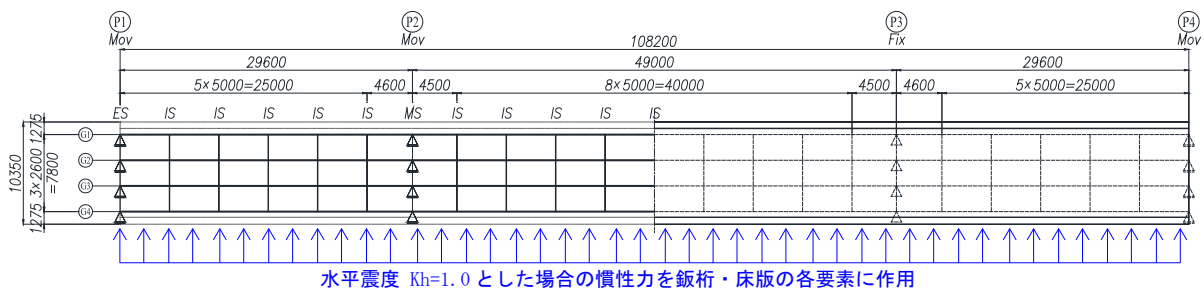 P1 P2 P3 P4
Mov Mov Fix Mov
108200
29600 49000 29600
5×5000=25000 4600 4500 8×5000=40000 4500 4600 5×5000=25000
ES IS IS IS IS IS MS IS IS IS IS IS
10350
1275
3×2600
=7800
1275
G1
G2
G3
G4
水平震度 Kh=1.0 とした場合の慣性力を鈑桁・床版の各要素に作用